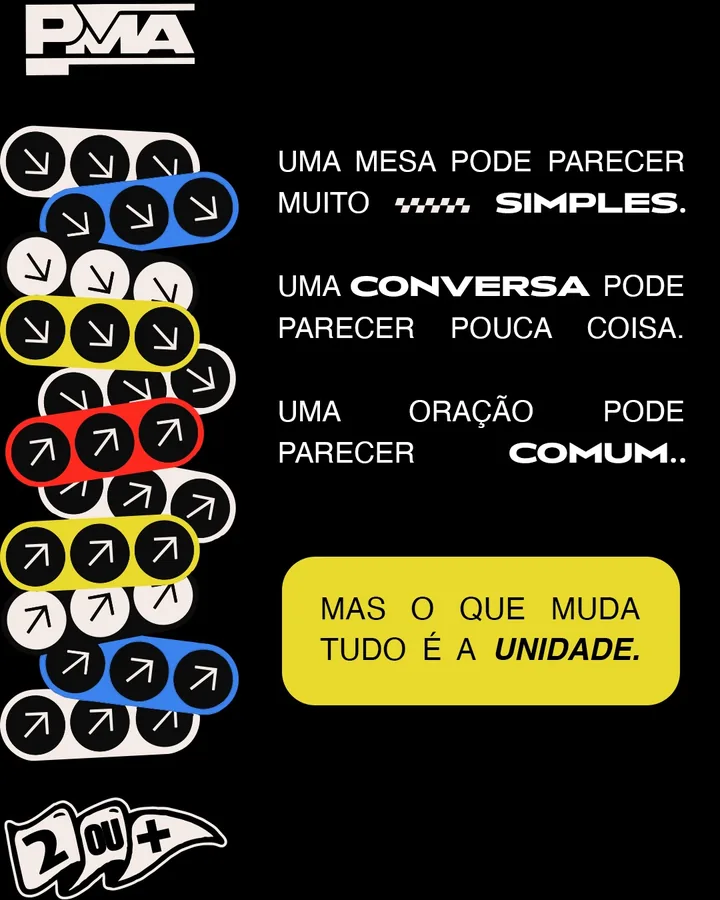 PMA
UMA MESA PODE PARECER
MUITO SIMPLES.
UMA CONVERSA PODE
PARECER POUCA COISA.
UMA ORAÇÃO PODE
PARECER COMUM..
MAS O QUE MUDA
TUDO É A UNIDADE.
2 OU +